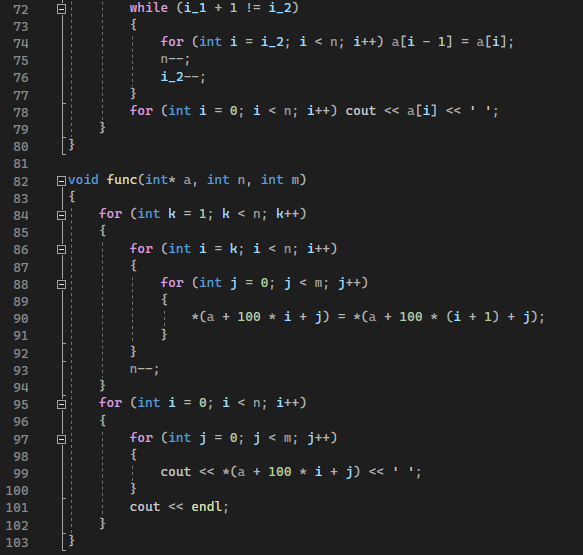 72 while (i_1 + 1 != i_2)
73 {
74 for (int i = i_2; i < n; i++) a[i - 1] = a[i];
75 n--;
76 i_2--;
77 }
78 for (int i = 0; i < n; i++) cout << a[i] << ' ';
79 }
80 }
81
82 void func(int* a, int n, int m)
83 {
84 for (int k = 1; k < n; k++)
85 {
86 for (int i = k; i < n; i++)
87 {
88 for (int j = 0; j < m; j++)
89 {
90 *(a + 100 * i + j) = *(a + 100 * (i + 1) + j);
91 }
92 }
93 n--;
94 }
95 for (int i = 0; i < n; i++)
96 {
97 for (int j = 0; j < m; j++)
98 {
99 cout << *(a + 100 * i + j) << ' ';
100 }
101 cout << endl;
102 }
103 }